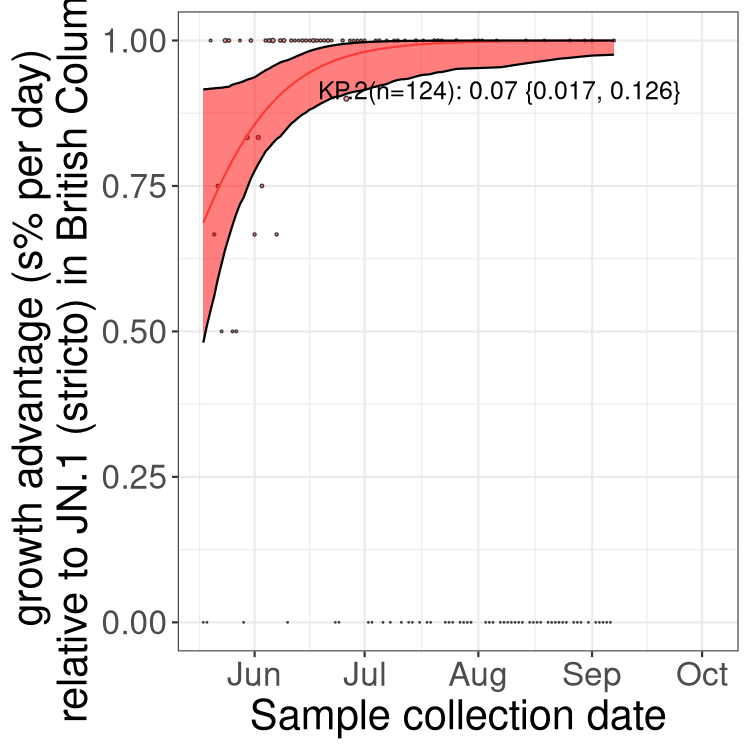 growth advantage (s% per day)
relative to JN.1 (stricto) in British Colum
1.00
0.75
0.50
0.25
0.00
KP.2(n=124): 0.07 {0.017, 0.126}
Jun Jul Aug Sep Oct
Sample collection date